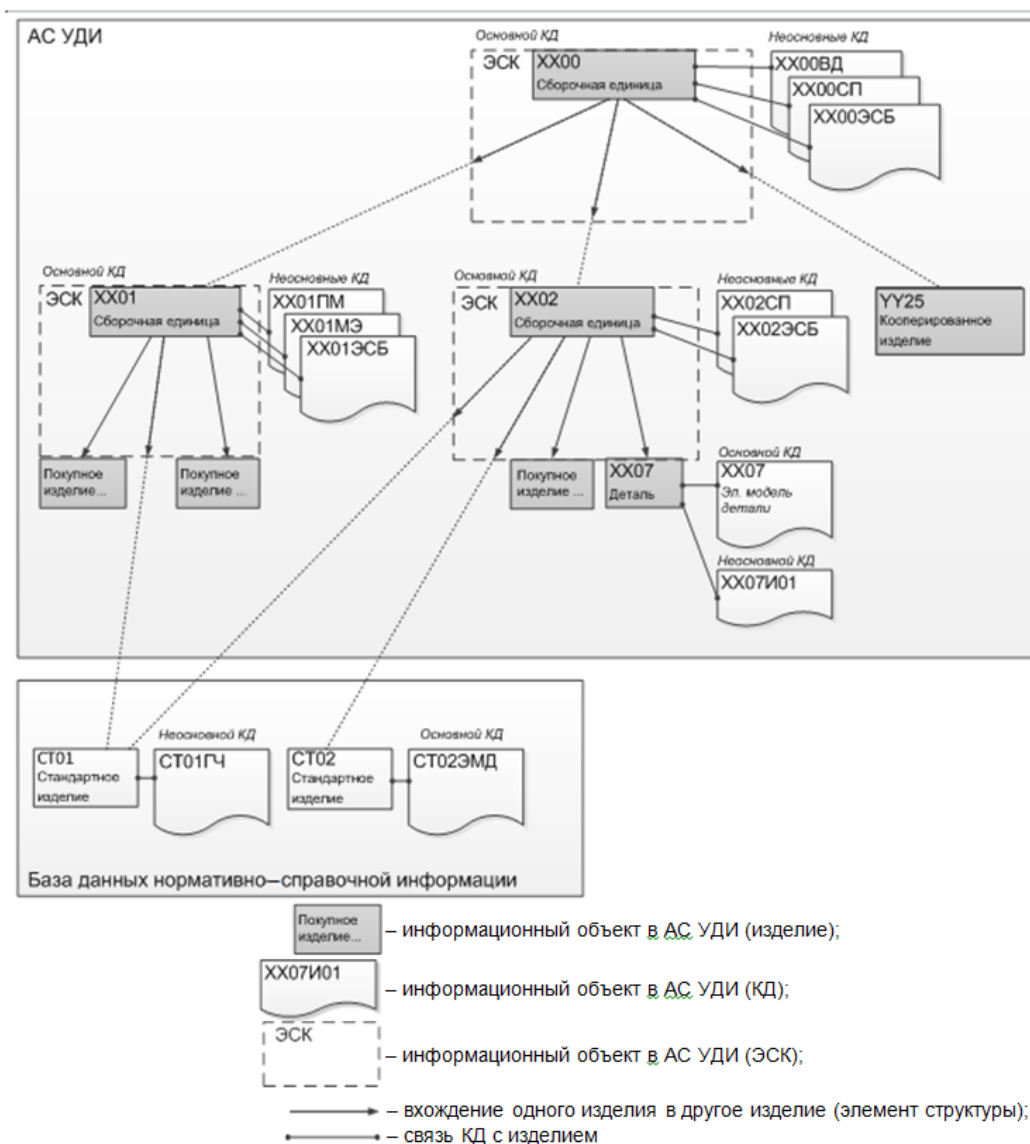 АС УДИ
Основной КД
ЭСК
ХХ00
Сборочная единица
Неосновные КД
ХХ00ВД
ХХ00СП
ХХ00ЭСБ
Основной КД
ЭСК
ХХ01
Сборочная единица
Неосновные КД
ХХ01ПМ
ХХ01МЭ
ХХ01ЭСБ
Основной КД
ЭСК
ХХ02
Сборочная единица
Неосновные КД
ХХ02СП
ХХ02ЭСБ
YY25
Кооперированное
изделие
Покупное
изделие...
Покупное
изделие ...
Покупное
изделие ...
ХХ07
Деталь
Основной КД
ХХ07
Эл. модель
детали
Неосновной КД
ХХ07И01
СТ01
Стандартное
изделие
Неосновной КД
СТ01ГЧ
СТ02
Стандартное
изделие
Основной КД
СТ02ЭМД
База данных нормативно–справочной информации
Покупное
изделие...
– информационный объект в АС УДИ (изделие);
ХХ07И01
– информационный объект в АС УДИ (КД);
ЭСК
– информационный объект в АС УДИ (ЭСК);
– вхождение одного изделия в другое изделие (элемент структуры);
– связь КД с изделием